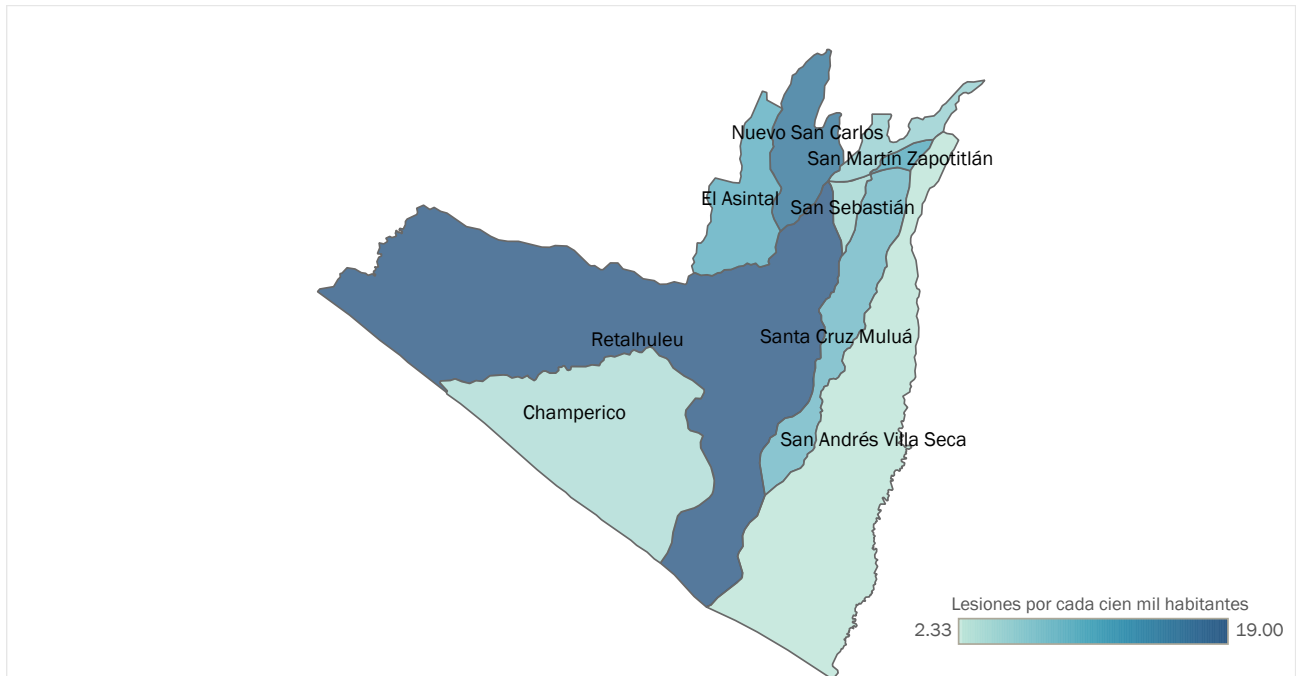 Nuevo San Carlos
San Martín Zapotitlán
El Asintal
San Sebastián
Retalhuleu
Santa Cruz Muluá
Champerico
San Andrés Villa Seca
Lesiones por cada cien mil habitantes
2.33
19.00